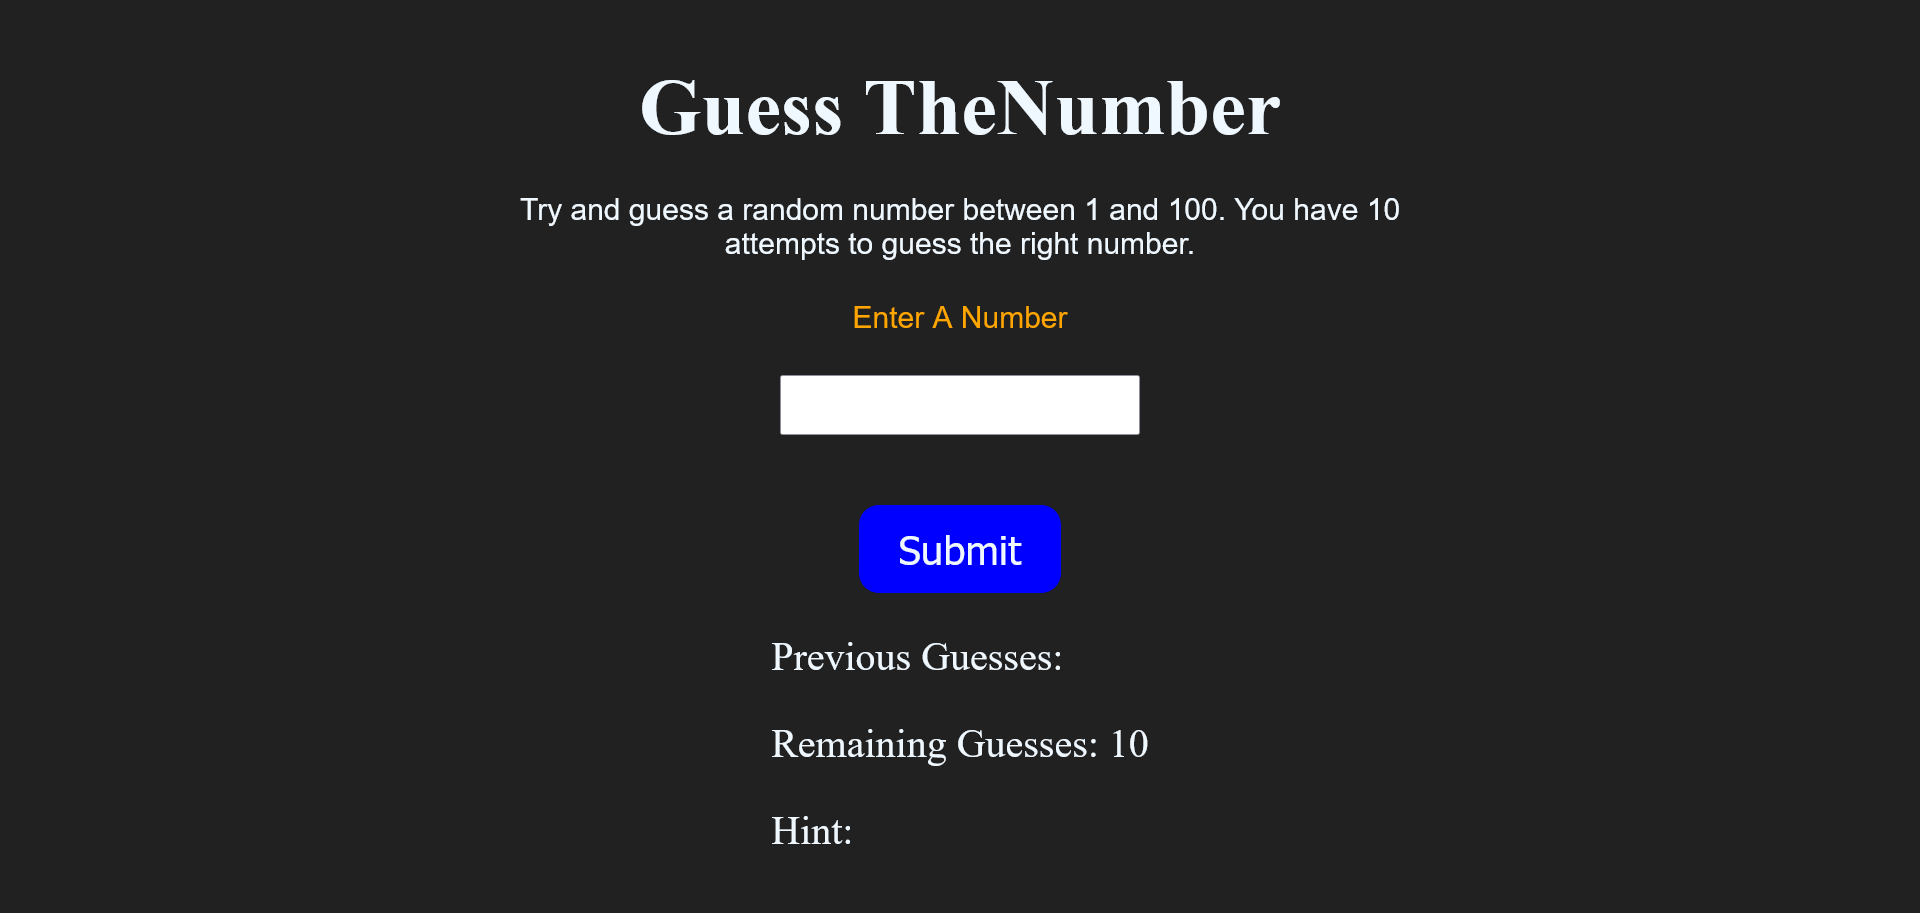 Guess TheNumber
Try and guess a random number between 1 and 100. You have 10
attempts to guess the right number.
Enter A Number
Submit
Previous Guesses:
Remaining Guesses: 10
Hint: